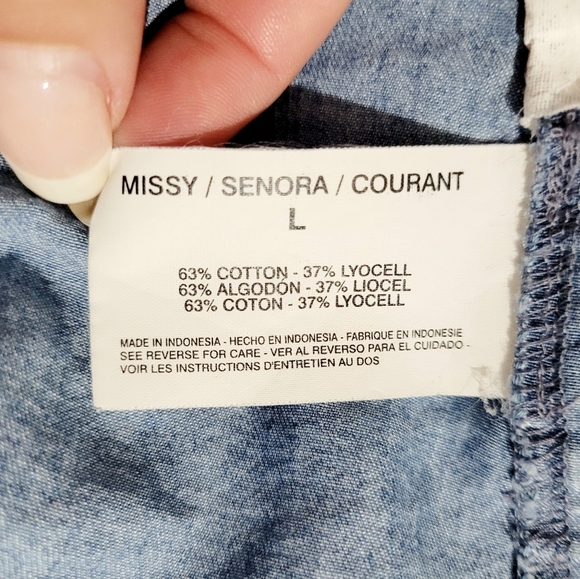 MISSY / SENORA / COURANT
L
63% COTTON - 37% LYOCELL
63% ALGODÓN - 37% LIOCEL
63% COTON - 37% LYOCELL
MADE IN INDONESIA - HECHO EN INDONESIA - FABRIQUE EN INDONESIE
SEE REVERSE FOR CARE - VER AL REVERSO PARA EL CUIDADO -
VOIR LES INSTRUCTIONS D'ENTRETIEN AU DOS